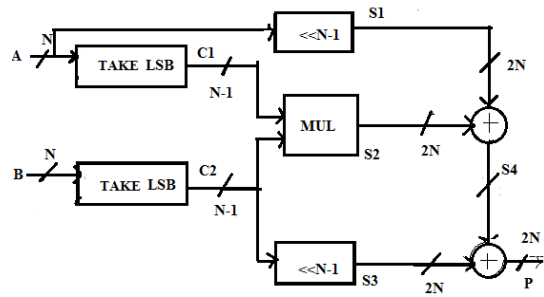 S1
N
<<N-1
A
C1
TAKE LSB
2N
N-1
MUL
N
C2
2N
S2
B
TAKE LSB
S4
N-1
2N
<<N-1
S3
2N
P